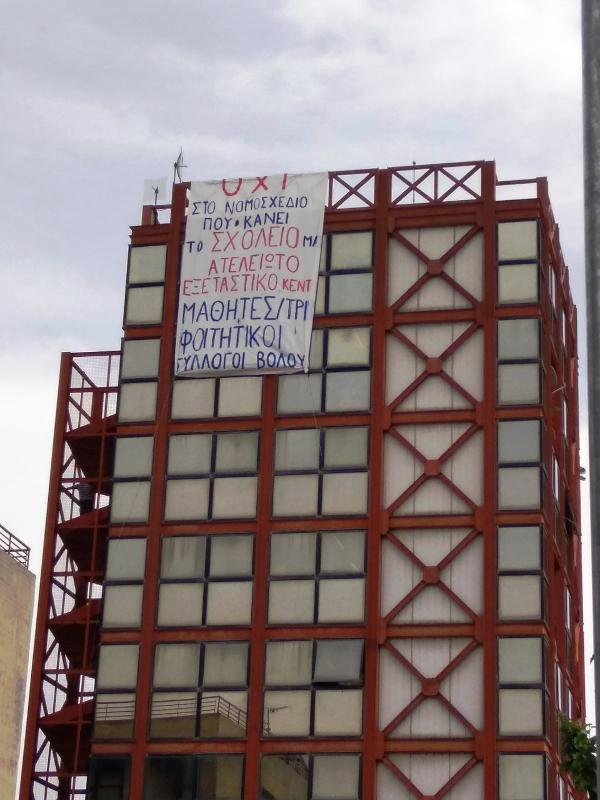 ΟΧΙ
ΣΤΟ ΝΟΜΟΣΧΕΔΙΟ
ΠΟΥ ΚΑΝΕΙ
ΤΟ ΣΧΟΛΕΙΟ ΜΑ
ΑΤΕΛΕΙΩΤΟ
ΕΞΕΤΑΣΤΙΚΟ ΚΕΝΤ
ΜΑΘΗΤΕΣ/ΤΡΙ
ΦΟΙΤΗΤΙΚΟΙ
ΣΥΛΛΟΓΟΙ ΒΟΛΟΥ